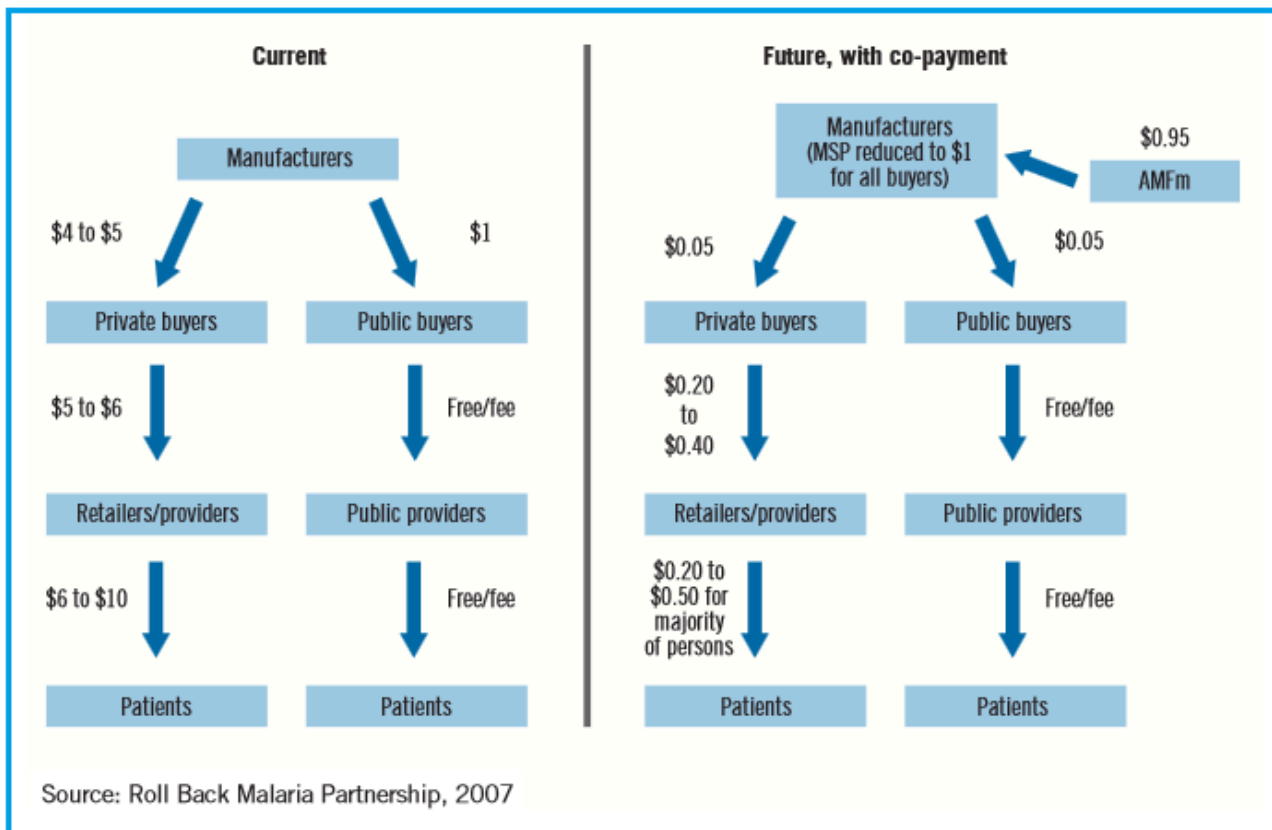 Current
Manufacturers
$4 to $5
$1
Private buyers
Public buyers
$5 to $6
Free/fee
Retailers/providers
Public providers
$6 to $10
Free/fee
Patients
Patients
Future, with co-payment
Manufacturers
(MSP reduced to $1
for all buyers)
$0.95
AMFm
$0.05
$0.05
Private buyers
Public buyers
$0.20
to
$0.40
Free/fee
Retailers/providers
Public providers
$0.20 to
$0.50 for
majority
of persons
Free/fee
Patients
Patients
Source: Roll Back Malaria Partnership, 2007